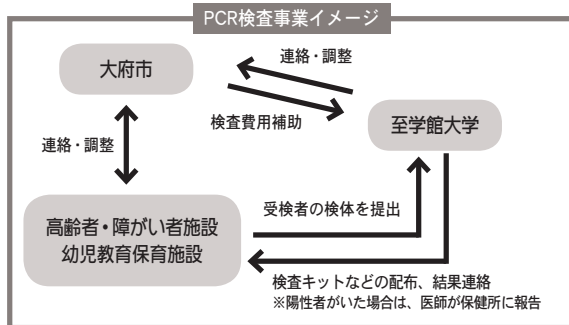 PCR検査事業イメージ
大府市
連絡・調整
検査費用補助
至学館大学
連絡・調整
高齢者・障がい者施設
幼児教育保育施設
受検者の検体を提出
検査キットなどの配布、結果連絡
※陽性者がいた場合は、医師が保健所に報告